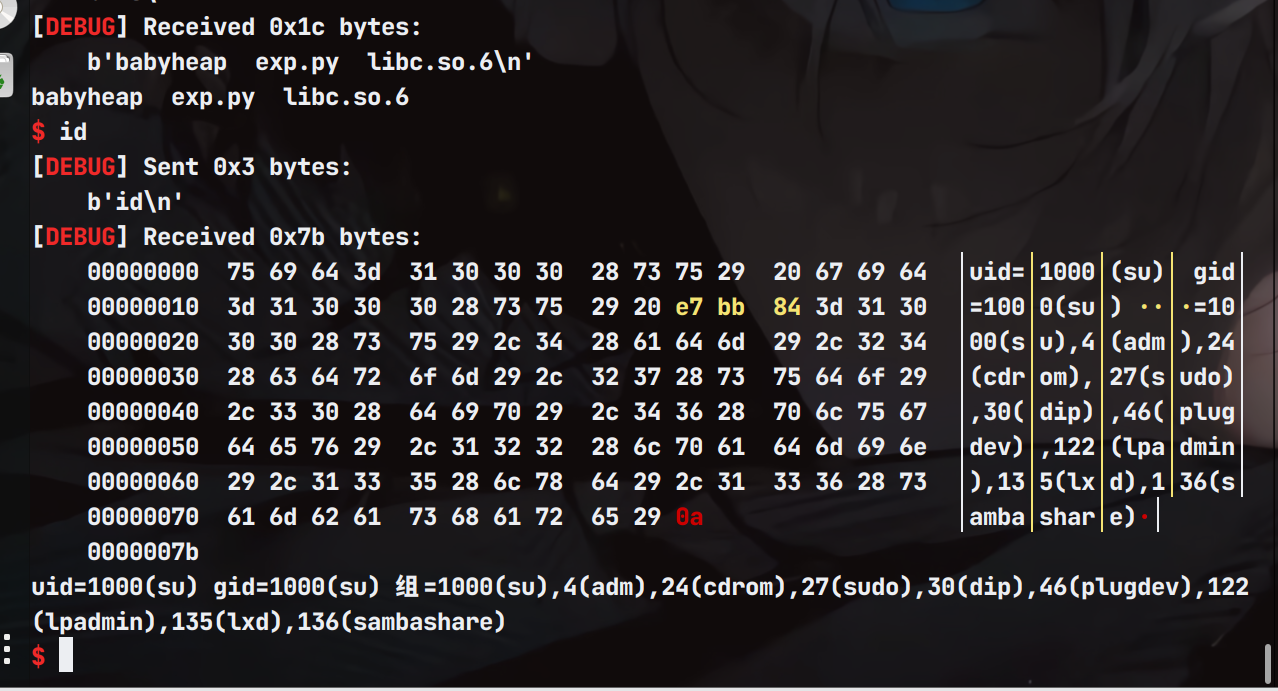 [DEBUG] Received 0x1c bytes:
    b'babyheap  exp.py  libc.so.6\n'
babyheap  exp.py  libc.so.6
$ id
[DEBUG] Sent 0x3 bytes:
    b'id\n'
[DEBUG] Received 0x7b bytes:
    00000000  75 69 64 3d  31 30 30 30  28 73 75 29  20 67 69 64  │uid=│1000│(su)│ gid│
    00000010  3d 31 30 30  30 28 73 75  29 20 e7 bb  84 3d 31 30  │=100│0(su│) ··│·=10│
    00000020  30 30 28 73  75 29 2c 34  28 61 64 6d  29 2c 32 34  │00(s│u),4│(adm│),24│
    00000030  28 63 64 72  6f 6d 29 2c  32 37 28 73  75 64 6f 29  │(cdr│om),│27(s│udo)│
    00000040  2c 33 30 28  64 69 70 29  2c 34 36 28  70 6c 75 67  │,30(│dip)│,46(│plug│
    00000050  64 65 76 29  2c 31 32 32  28 6c 70 61  64 6d 69 6e  │dev)│,122│(lpa│dmin│
    00000060  29 2c 31 33  35 28 6c 78  64 29 2c 31  33 36 28 73  │),13│5(lx│d),1│36(s│
    00000070  61 6d 62 61  73 68 61 72  65 29 0a                  │amba│shar│e)·│
    0000007b
uid=1000(su) gid=1000(su) 组=1000(su),4(adm),24(cdrom),27(sudo),30(dip),46(plugdev),122
(lpadmin),135(lxd),136(sambashare)
$